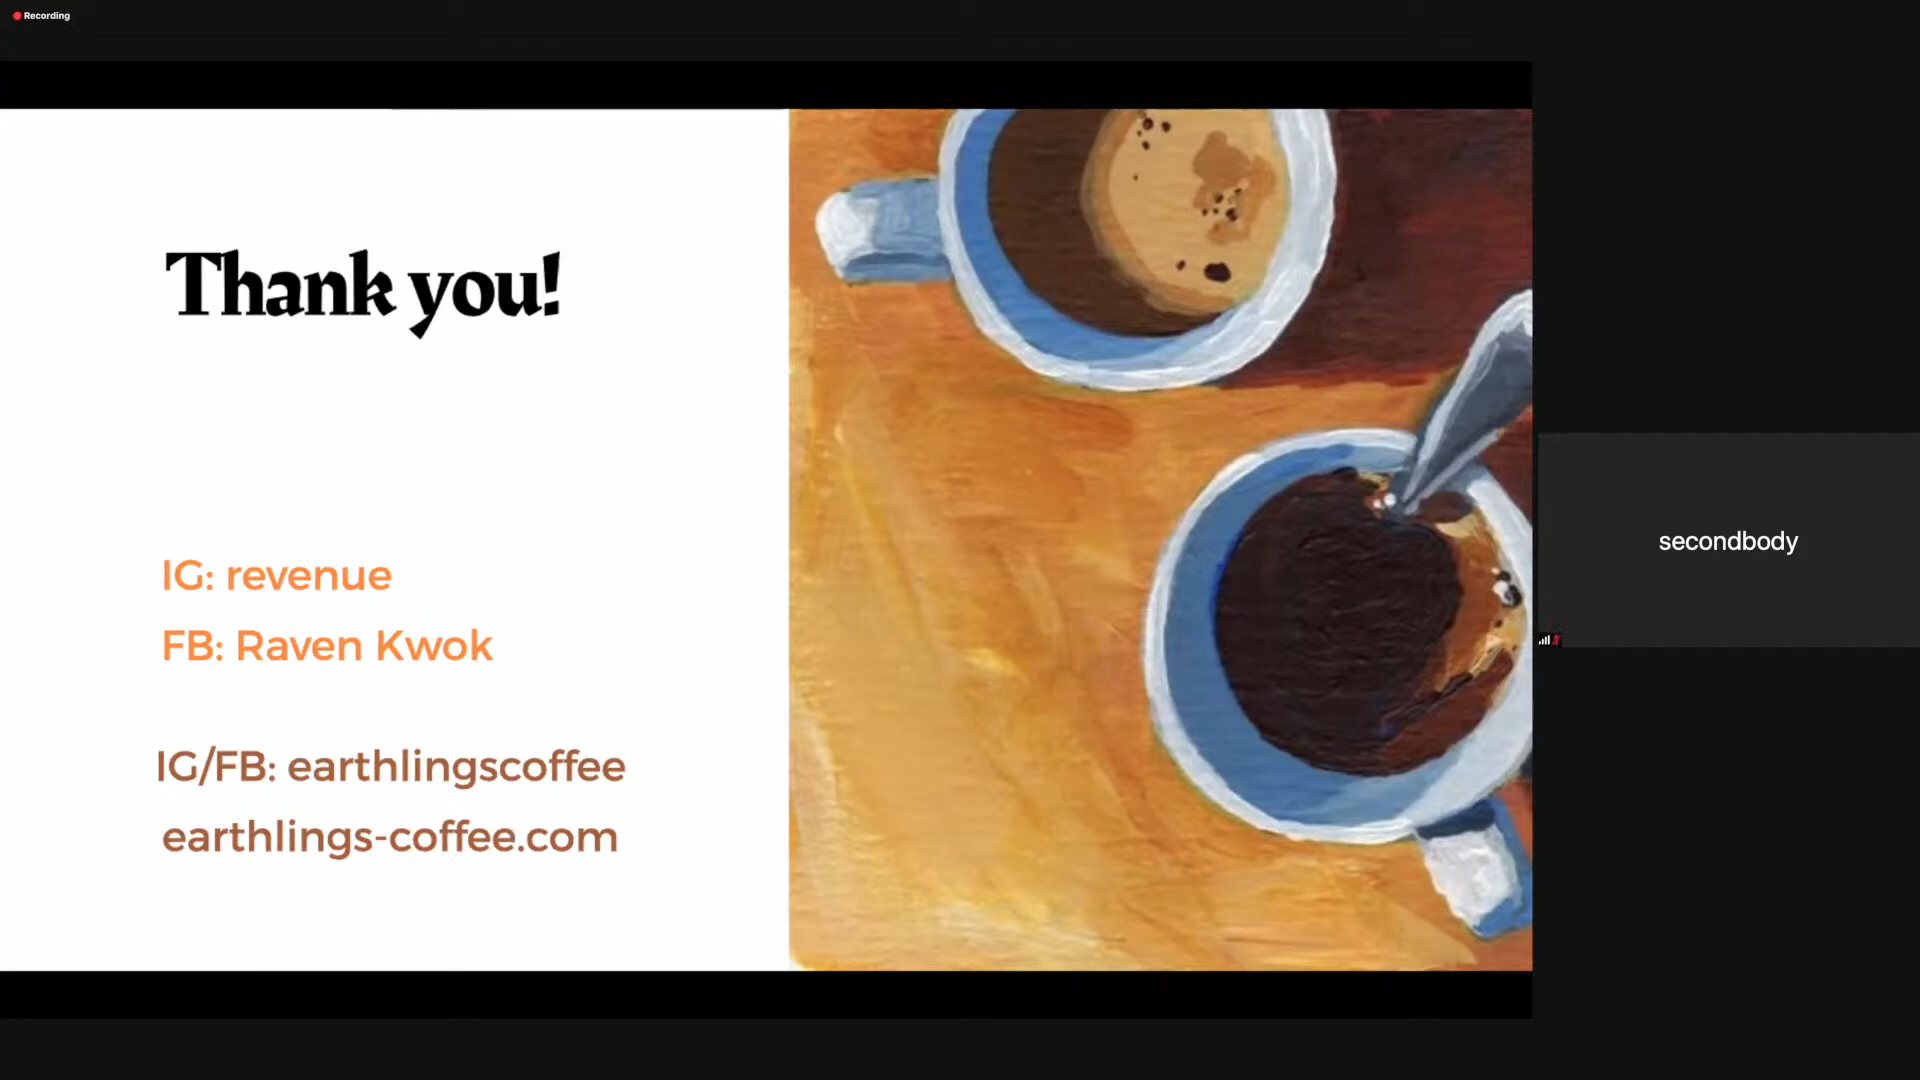 Recording
Thank you!
IG: revenue
FB: Raven Kwok
IG/FB: earthlingscoffee
earthlings-coffee.com
secondbody